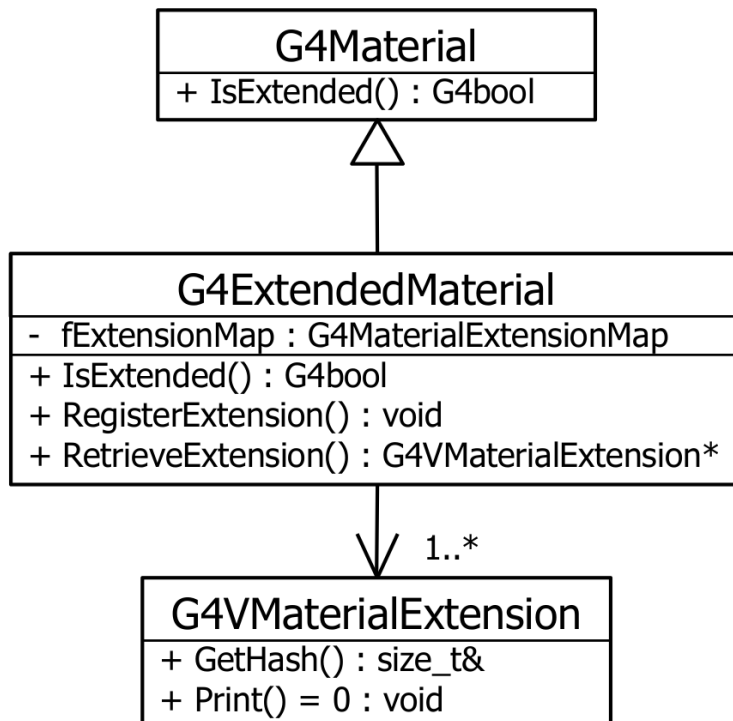 G4Material
+ IsExtended() : G4bool
G4ExtendedMaterial
- fExtensionMap : G4MaterialExtensionMap
+ IsExtended() : G4bool
+ RegisterExtension() : void
+ RetrieveExtension() : G4VMaterialExtension*
1..*
G4VMaterialExtension
+ GetHash() : size_t&
+ Print() = 0 : void